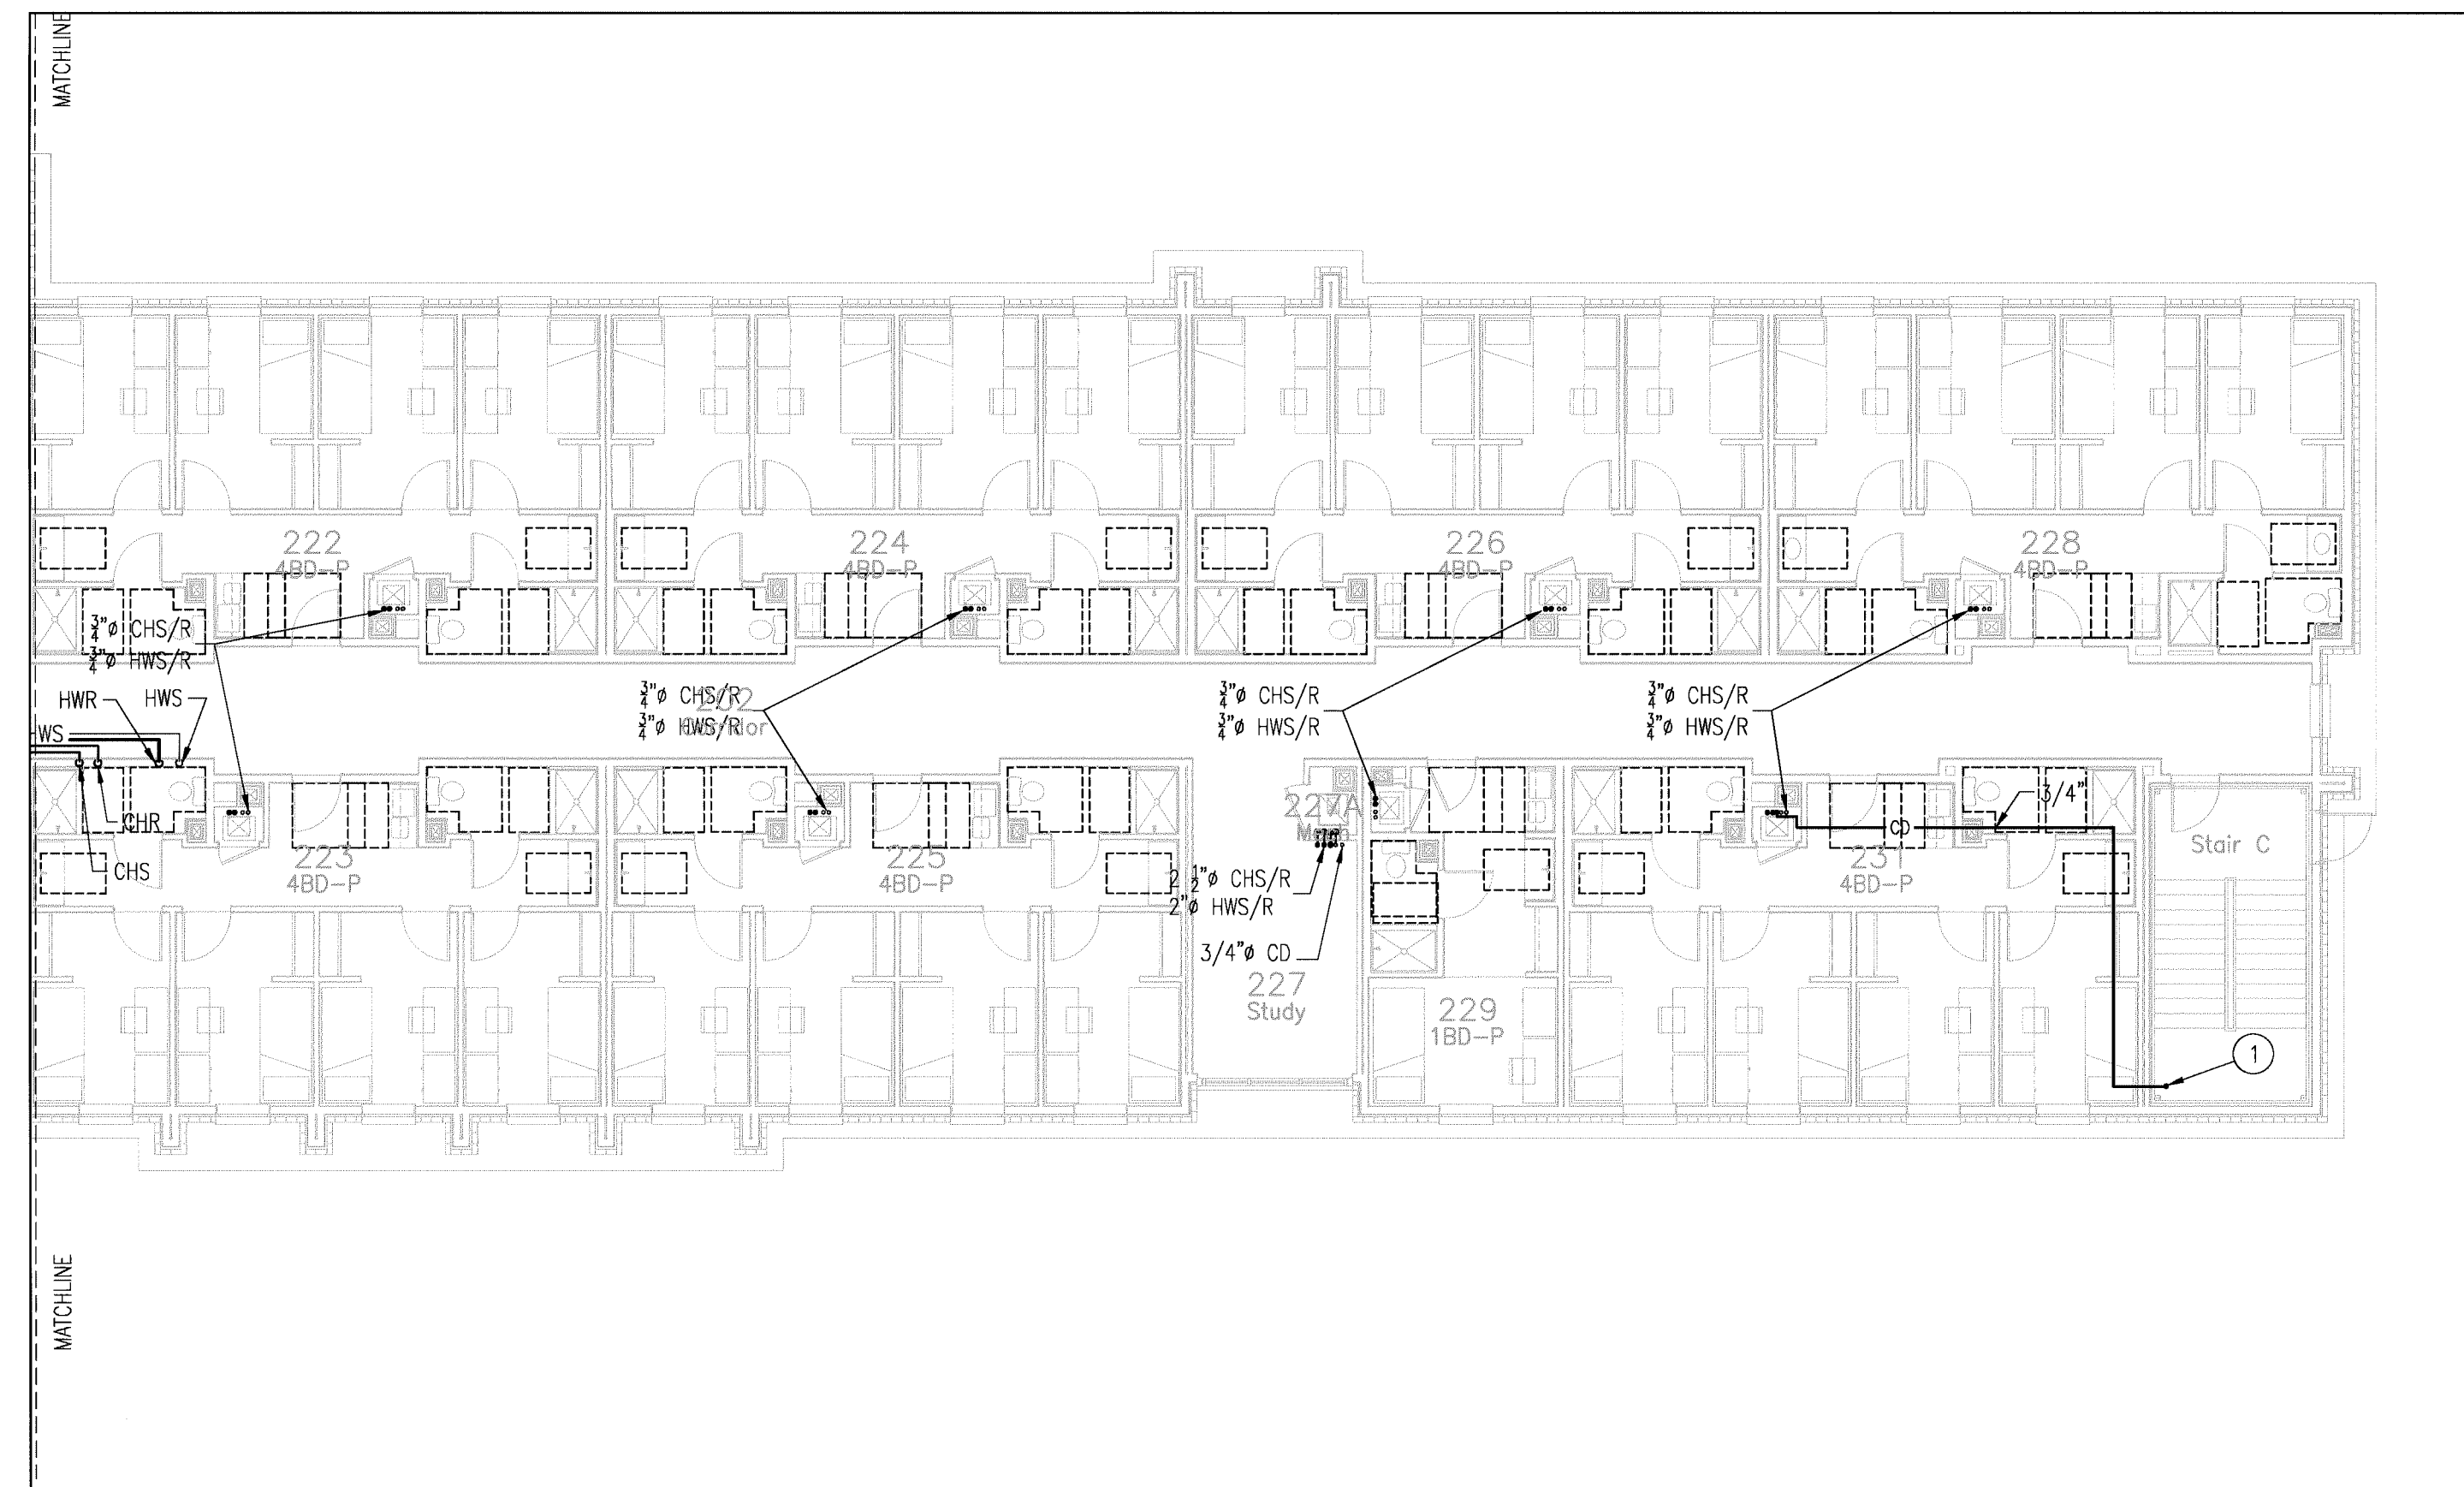 MATCHLINE
222
4BD-P
224
4BD-P
226
4BD-P
228
4BD-P
3/4"ø CHS/R
3/4"ø HWS/R
3/4"ø CHS/R
3/4"ø HWS/R
202
Corridor
3/4"ø CHS/R
3/4"ø HWS/R
3/4"ø CHS/R
3/4"ø HWS/R
HWR
HWS
WS
CHR
CHS
223
4BD-P
225
4BD-P
227A
2 1/2"ø CHS/R
2"ø HWS/R
3/4"ø CD
227
Study
229
1BD-P
CD
3/4"
231
4BD-P
Stair C
1
MATCHLINE